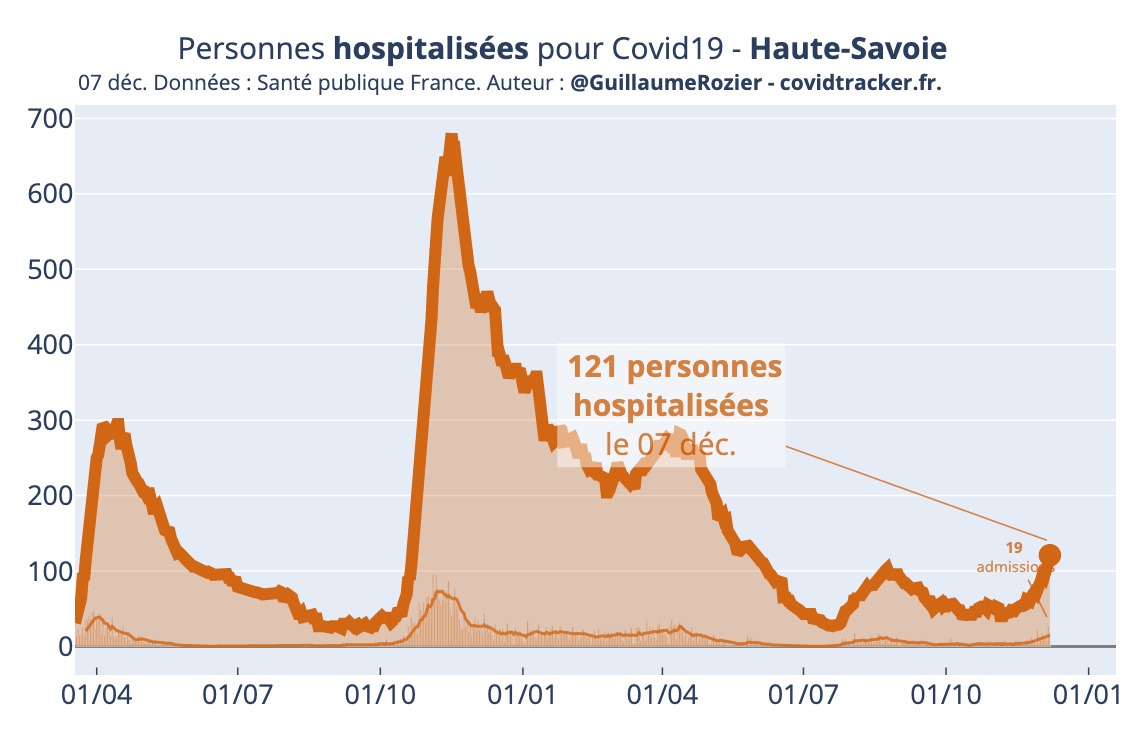 Personnes hospitalisées pour Covid19 - Haute-Savoie
07 déc. Données : Santé publique France. Auteur : @GuillaumeRozier - covidtracker.fr.
700
600
500
400
300
200
100
0
121 personnes
hospitalisées
le 07 déc.
19
admissions
01/04
01/07
01/10
01/01
01/04
01/07
01/10
01/01